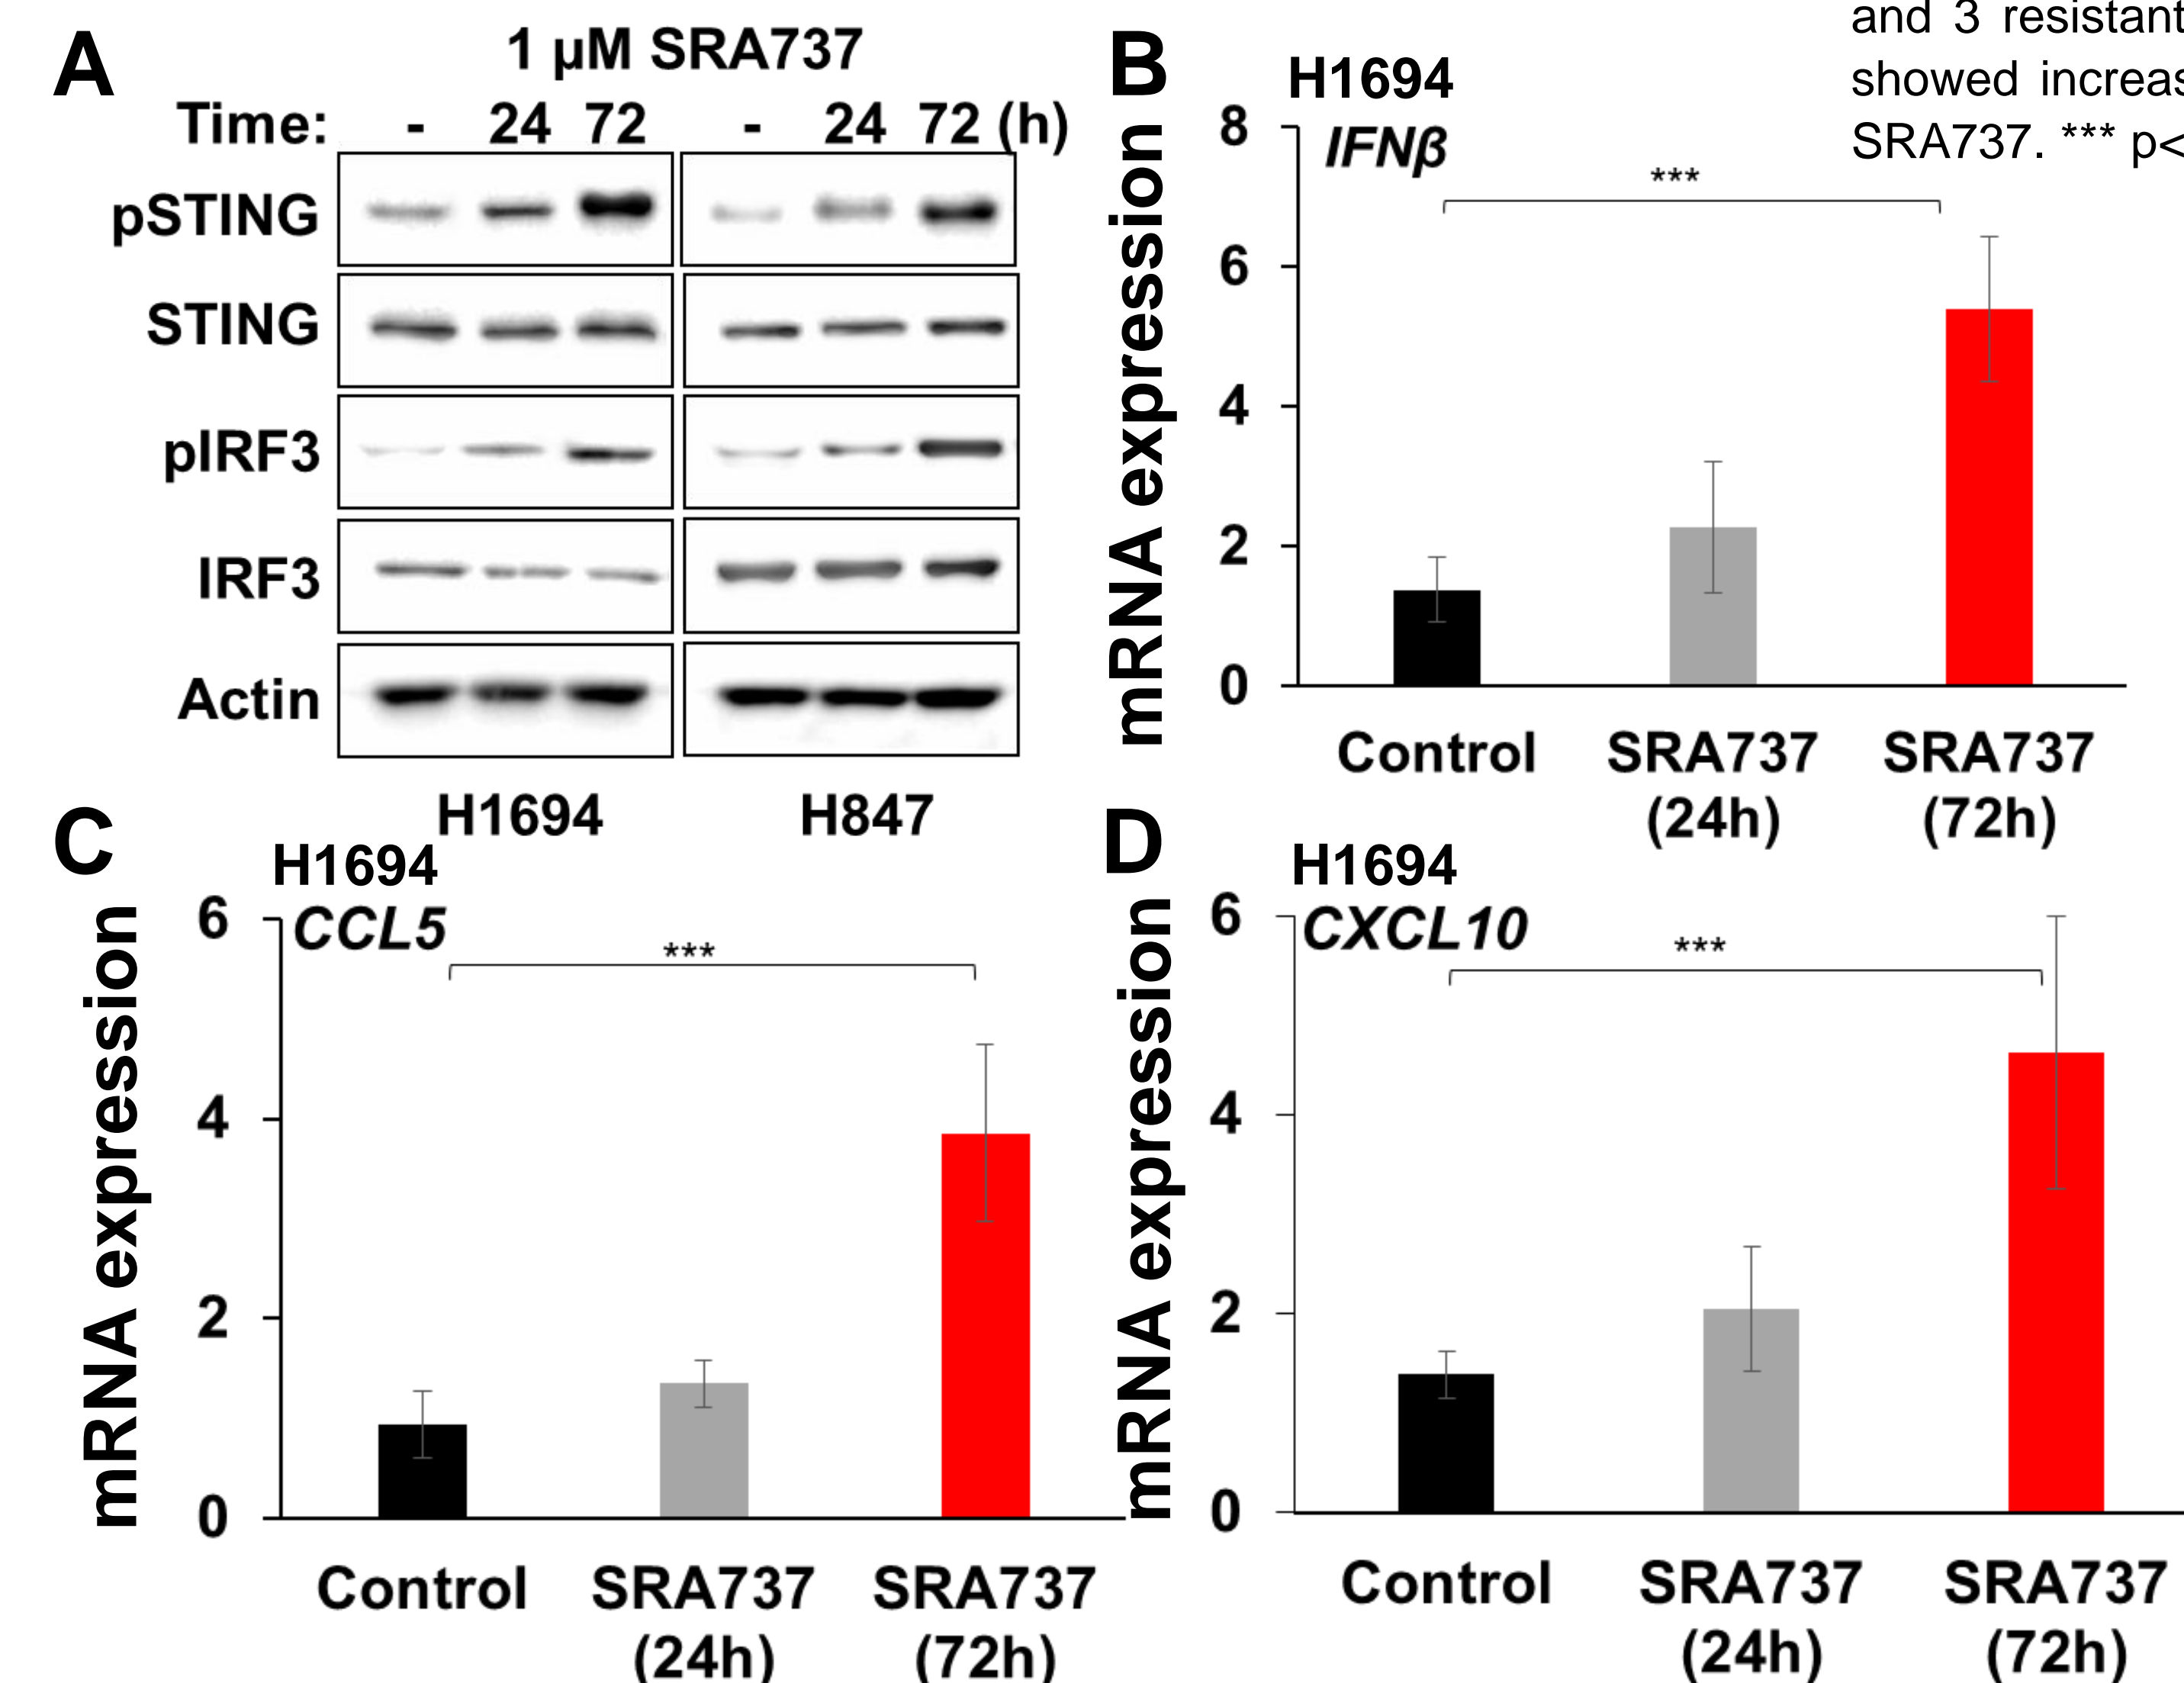 A
1 μM SRA737
Time: - 24 72 - 24 72 (h)
pSTING
STING
pIRF3
IRF3
Actin
H1694 H847
B
H1694
IFNβ
mRNA expression
8
6
4
2
0
***
Control SRA737 SRA737
(24h) (72h)
and 3 resistant
showed increas
SRA737. *** p<
C
H1694
CCL5
mRNA expression
6
4
2
0
***
Control SRA737 SRA737
(24h) (72h)
D
H1694
CXCL10
mRNA expression
6
4
2
0
***
Control SRA737 SRA737
(24h) (72h)